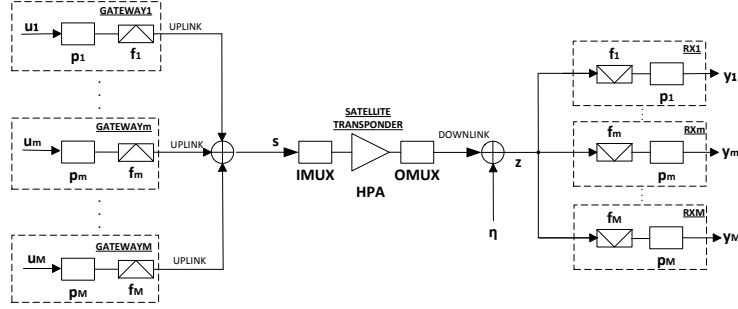 GATEWAY1
u1
p1
f1
UPLINK
GATEWAYm
um
pm
fm
UPLINK
GATEWAYM
uM
pM
fM
UPLINK
s
SATELLITE
TRANSPONDER
IMUX
HPA
OMUX
DOWNLINK
η
z
RX1
f1
p1
y1
RXm
fm
pm
ym
RXM
fM
pM
yM